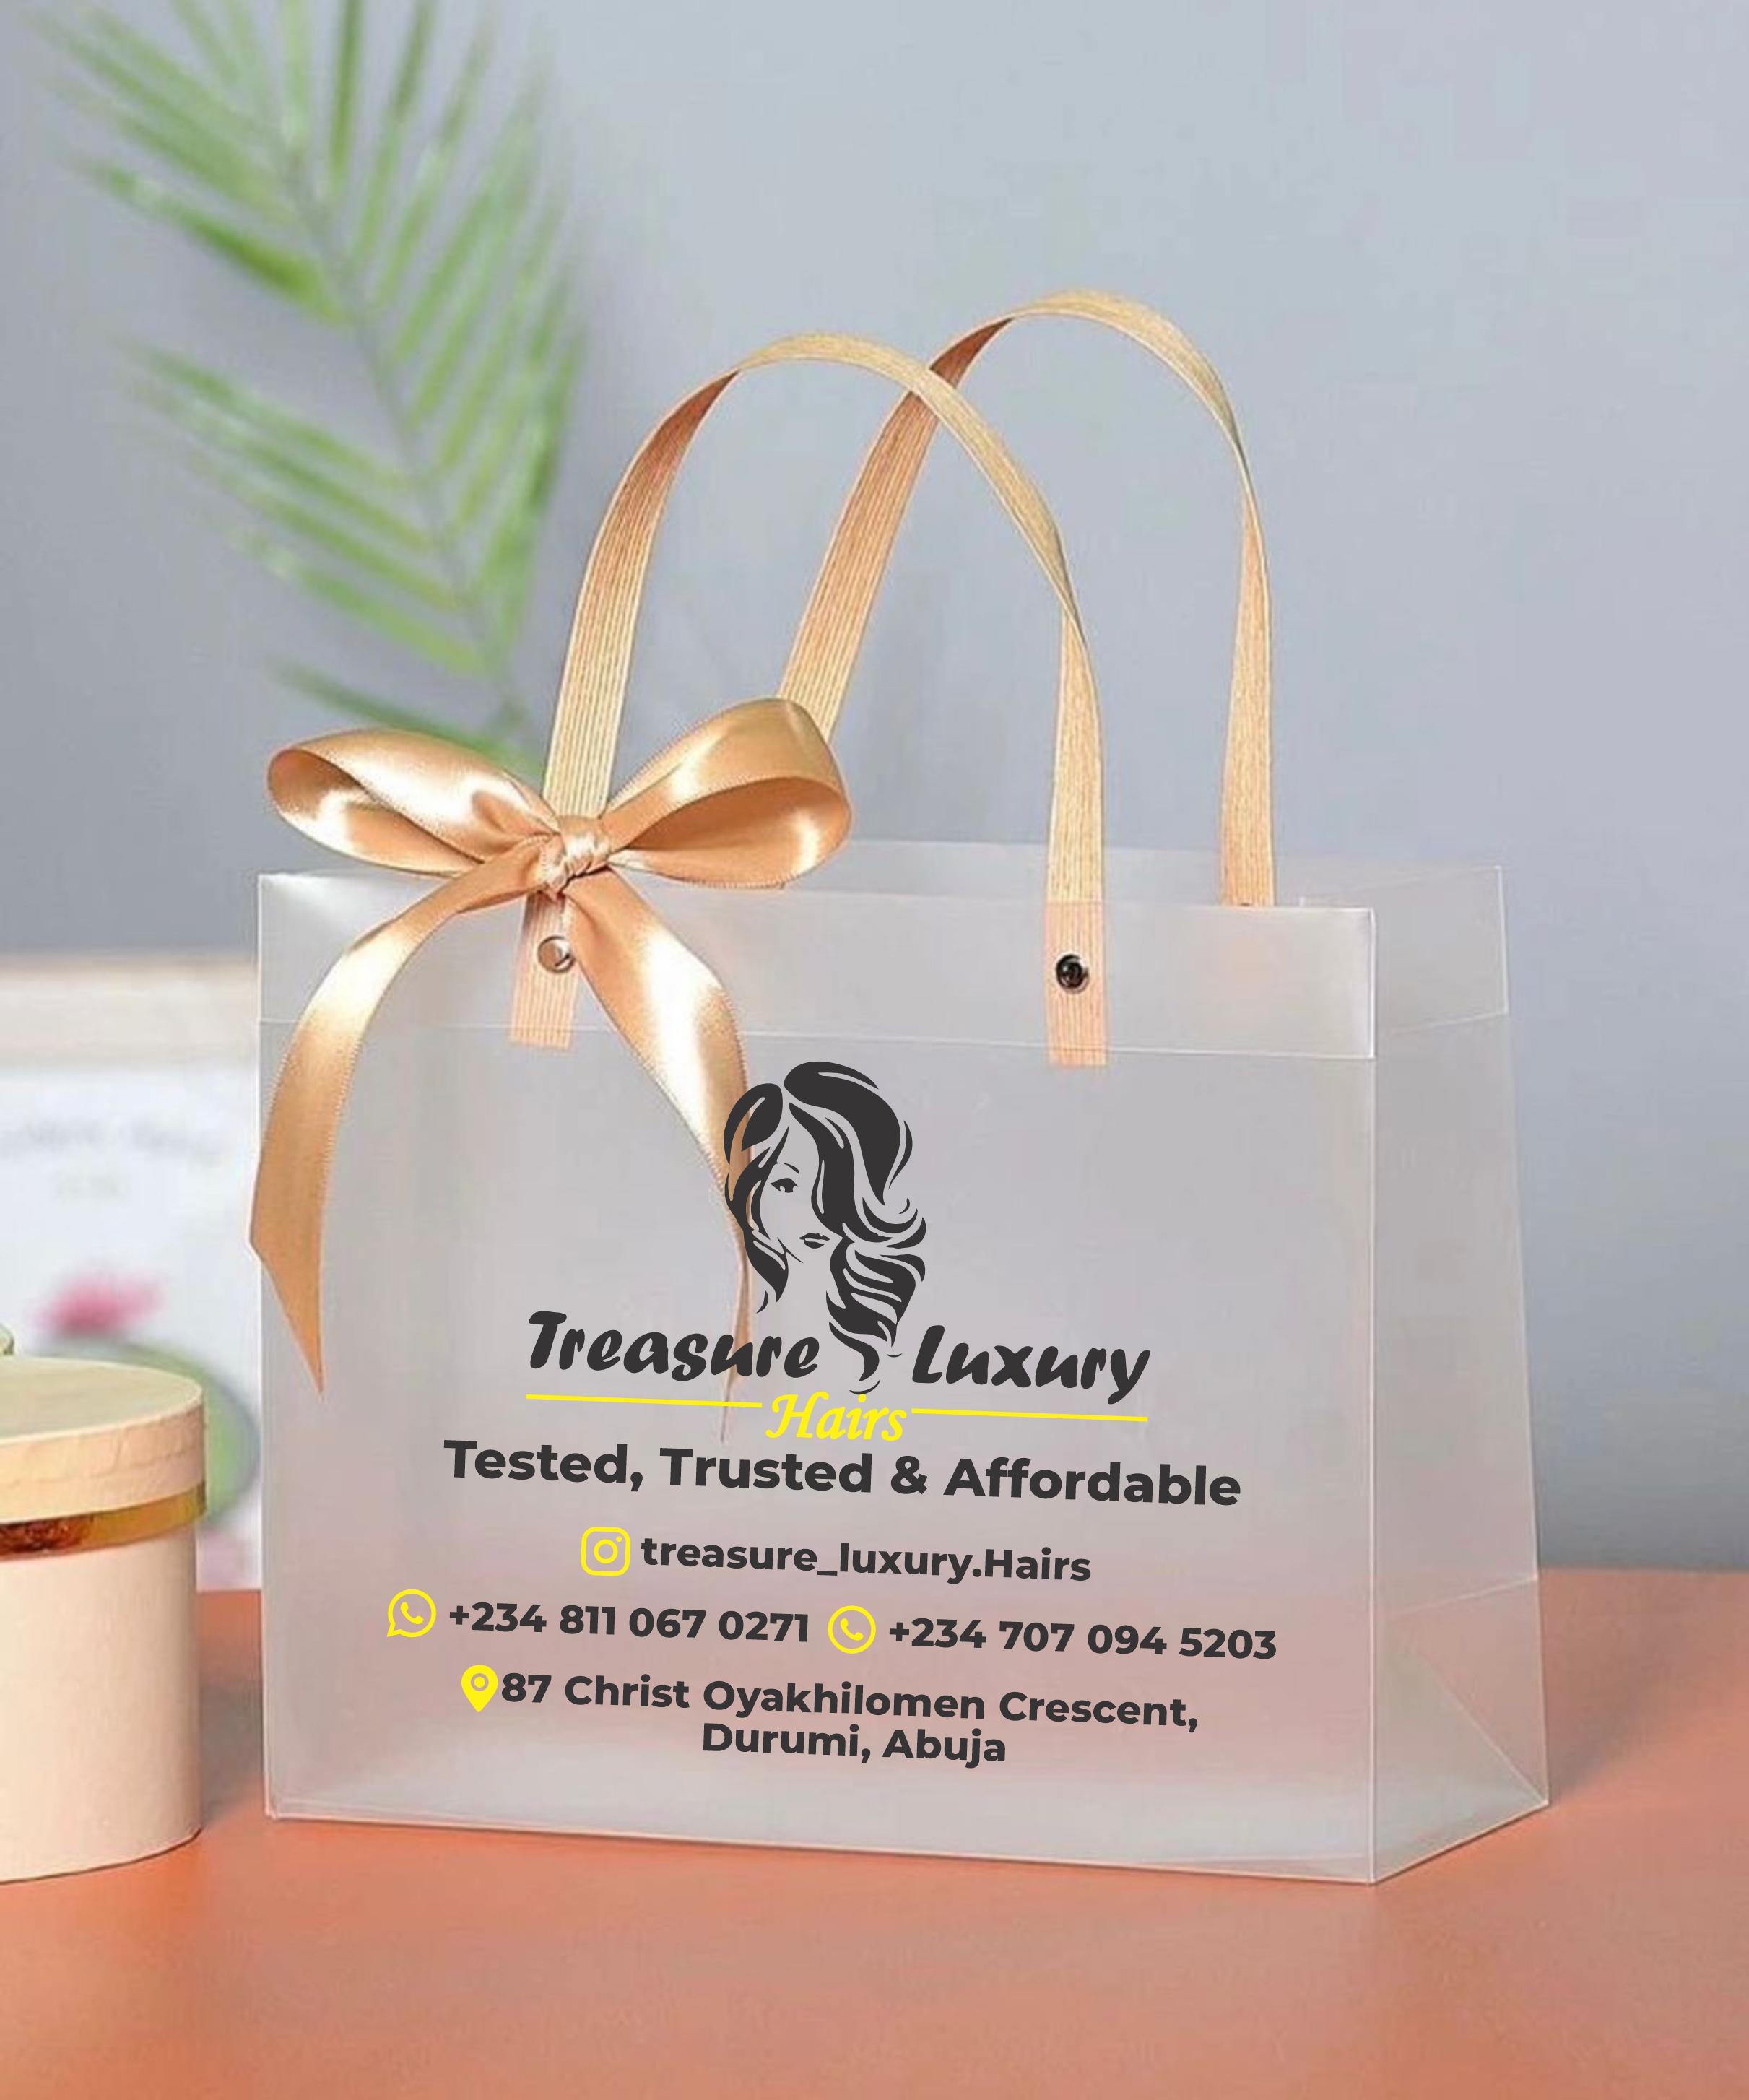 Treasure Luxury
Hairs
Tested, Trusted & Affordable
treasure_luxury.Hairs
+234 811 067 0271 +234 707 094 5203
87 Christ Oyakhilomen Crescent,
Durumi, Abuja